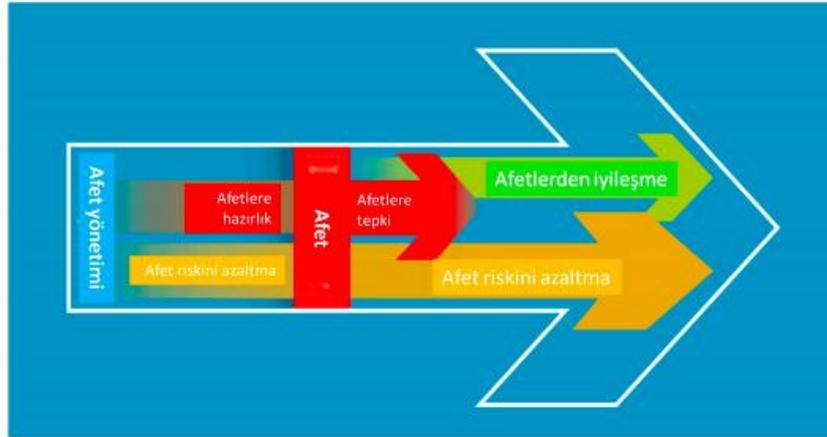 Afet yönetimi
Afetlere
hazırlık
Afet
Afetlere
tepki
Afetlerden iyileşme
Afet riskini azaltma
Afet riskini azaltma